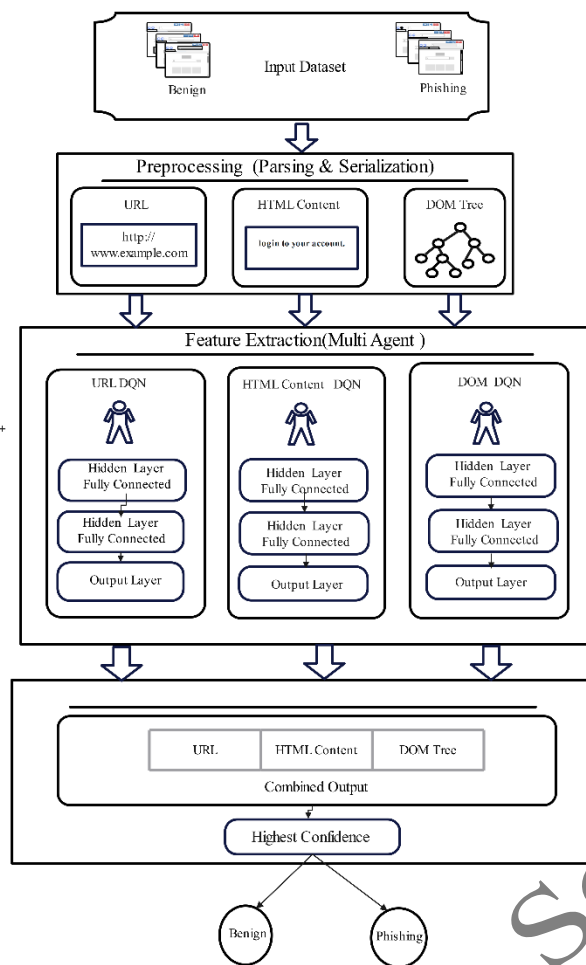 Input Dataset
Benign
Phishing
Preprocessing (Parsing & Serialization)
URL
http://
www.example.com
HTML Content
login to your account.
DOM Tree
Feature Extraction(Multi Agent )
URL DQN
Hidden Layer
Fully Connected
Hidden Layer
Fully Connected
Output Layer
HTML Content DQN
Hidden Layer
Fully Connected
Hidden Layer
Fully Connected
Output Layer
DOM DQN
Hidden Layer
Fully Connected
Hidden Layer
Fully Connected
Output Layer
+
URL
HTML Content
DOM Tree
Combined Output
Highest Confidence
Benign
Phishing